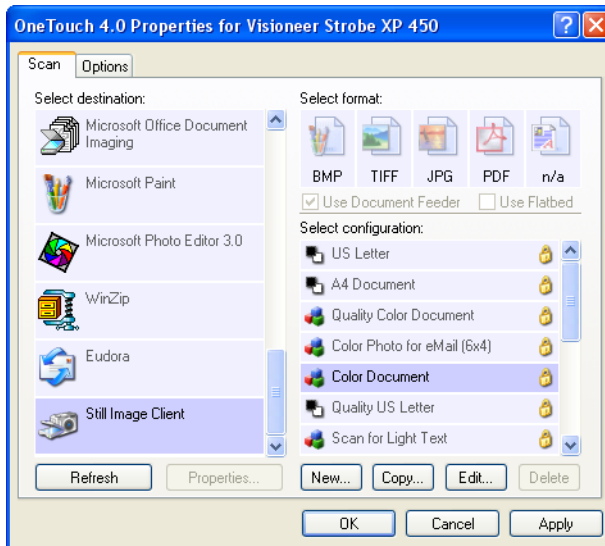 OneTouch 4.0 Properties for Visioneer Strobe XP 450
Scan
Options
Select destination:
Microsoft Office Document
Imaging
Microsoft Paint
Microsoft Photo Editor 3.0
WinZip
Eudora
Still Image Client
Refresh
Properties...
Select format:
BMP
TIFF
JPG
PDF
n/a
Use Document Feeder
Use Flatbed
Select configuration:
US Letter
A4 Document
Quality Color Document
Color Photo for eMail (6x4)
Color Document
Quality US Letter
Scan for Light Text
New...
Copy...
Edit...
Delete
OK
Cancel
Apply